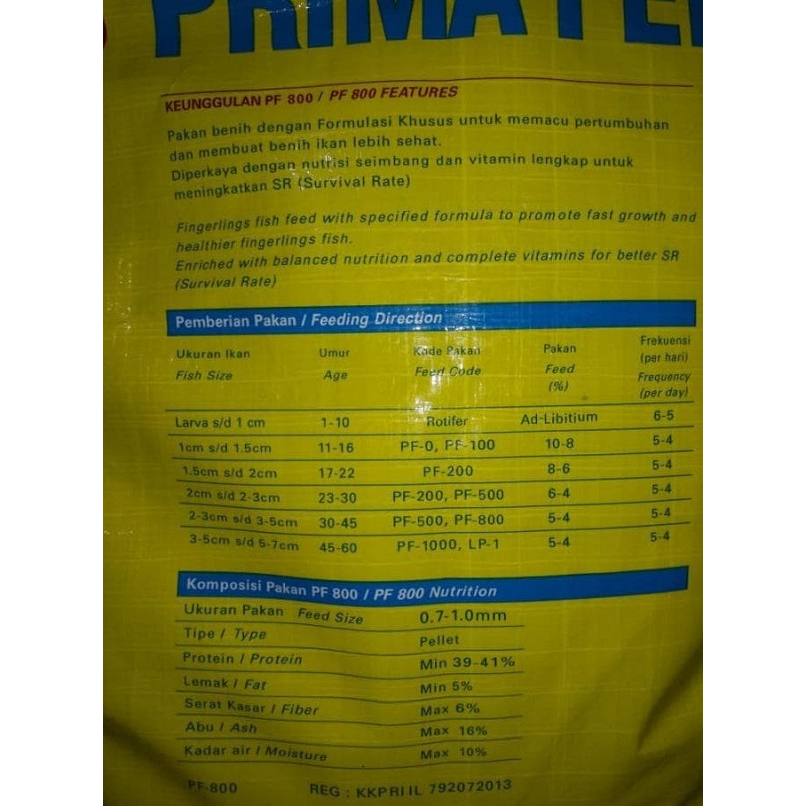 KEUNGGULAN PF 800 / PF 800 FEATURES
Pakan benih dengan Formulasi Khusus untuk memacu pertumbuhan
dan membuat benih ikan lebih sehat.
Diperkaya dengan nutrisi seimbang dan vitamin lengkap untuk
meningkatkan SR (Survival Rate)
Fingerlings fish feed with specified formula to promote fast growth and
healthier fingerlings fish.
Enriched with balanced nutrition and complete vitamins for better SR
(Survival Rate)
Pemberian Pakan / Feeding Direction
Ukuran Ikan Umur Kode Pakan Pakan Frekuensi (per hari)
Fish Size Age Feed Code Feed (%) Frequency (per day)
Larva s/d 1 cm 1-10 Rotifer Ad-Libitium 6-5
1cm s/d 1.5cm 11-16 PF-0, PF-100 10-8 5-4
1.5cm s/d 2cm 17-22 PF-200 8-6 5-4
2cm s/d 2-3cm 23-30 PF-200, PF-500 6-4 5-4
2-3cm s/d 3-5cm 30-45 PF-500, PF-800 5-4 5-4
3-5cm s/d 5-7cm 45-60 PF-1000, LP-1 5-4 5-4
Komposisi Pakan PF 800 / PF 800 Nutrition
Ukuran Pakan Feed Size 0.7-1.0mm
Tipe / Type Pellet
Protein / Protein Min 39-41%
Lemak / Fat Min 5%
Serat Kasar / Fiber Max 6%
Abu / Ash Max 16%
Kadar air / Moisture Max 10%
PF-800 REG : KKP RI IL 792072013